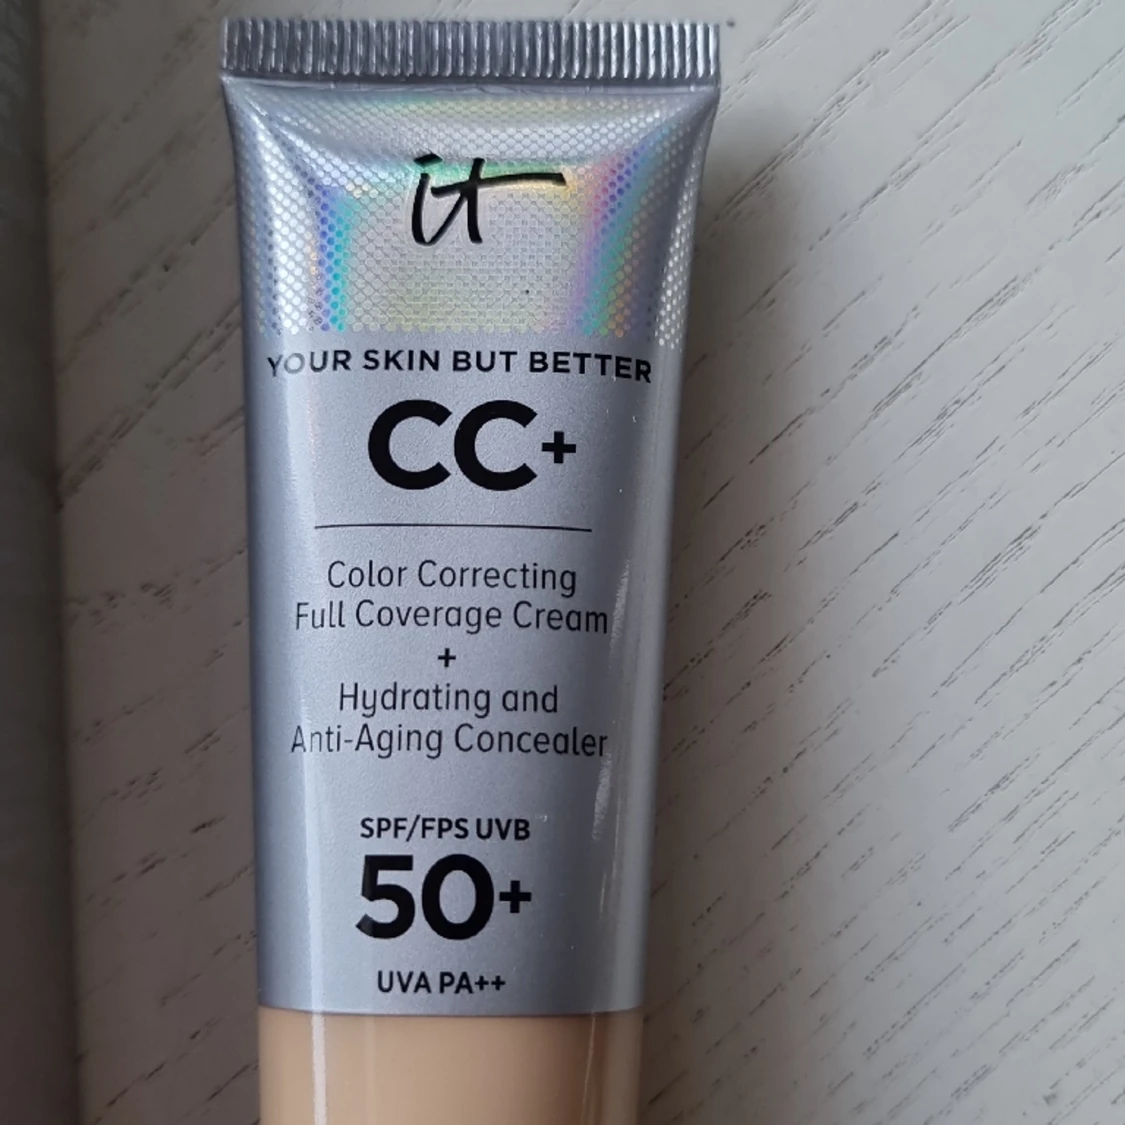 it
YOUR SKIN BUT BETTER
CC+
Color Correcting
Full Coverage Cream
+
Hydrating and
Anti-Aging Concealer
SPF/FPS UVB
50+
UVA PA++